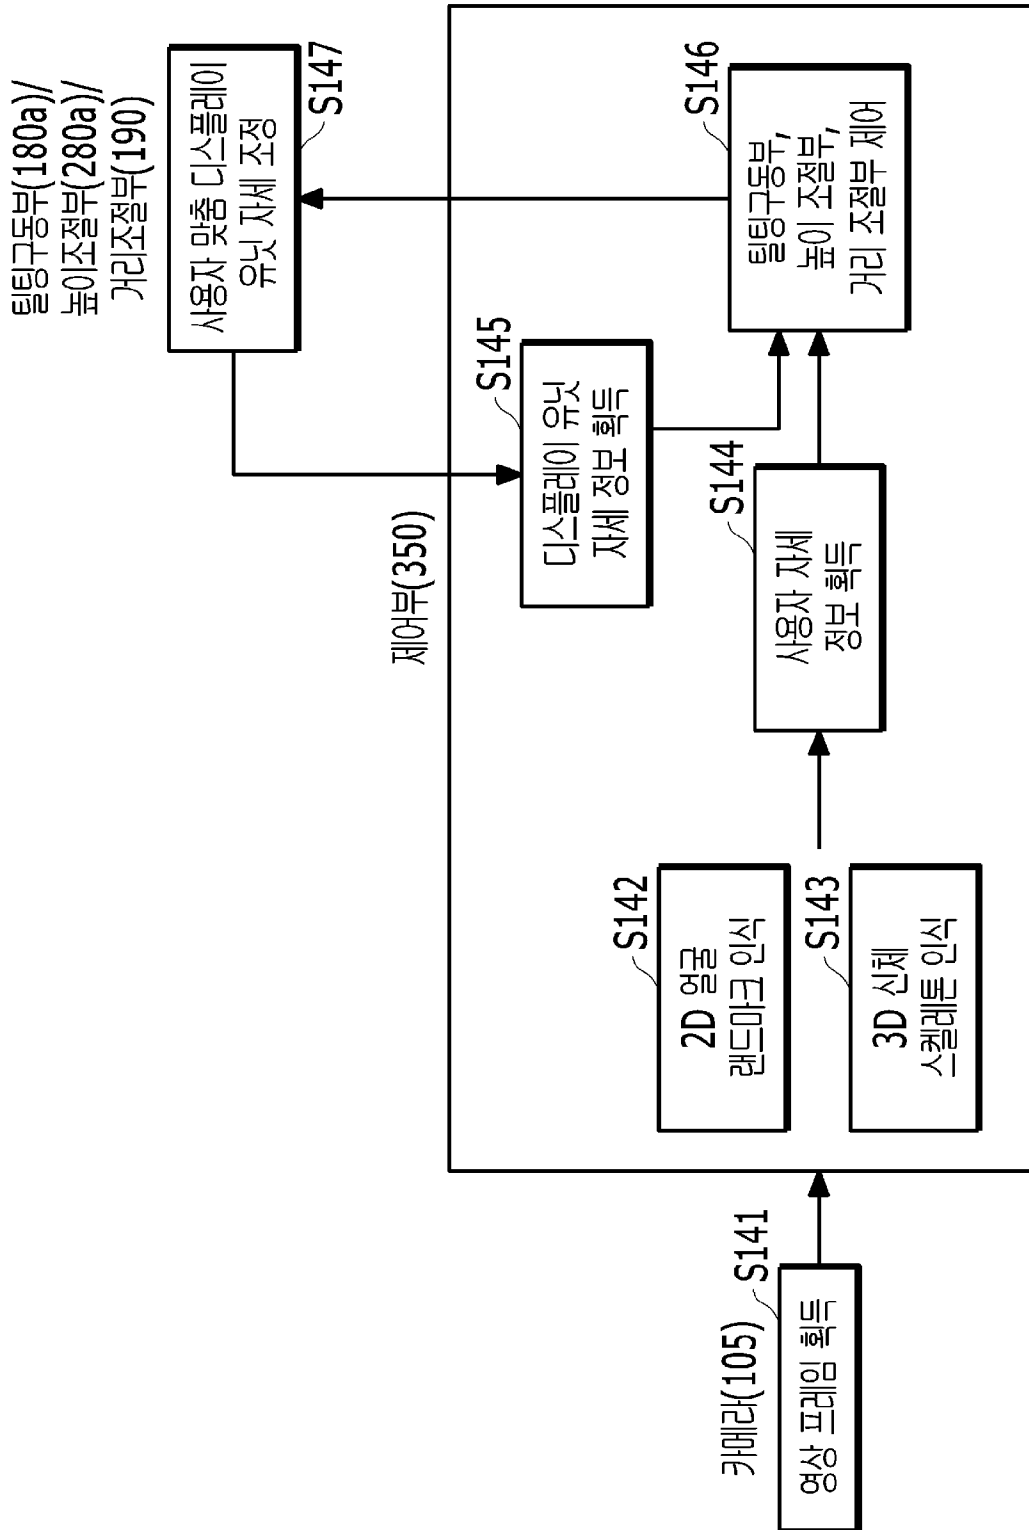 카메라(105)
S141
영상 프레임 획득
제어부(350)
S142
2D 얼굴
랜드마크 인식
S143
3D 신체
스켈레톤 인식
S144
사용자 자세
정보 획득
S145
디스플레이 유닛
자세 정보 획득
S146
틸팅구동부,
높이 조절부,
거리 조절부 제어
틸팅구동부(180a)/
높이조절부(280a)/
거리조절부(190)
사용자 맞춤 디스플레이
유닛 자세 조정
S147